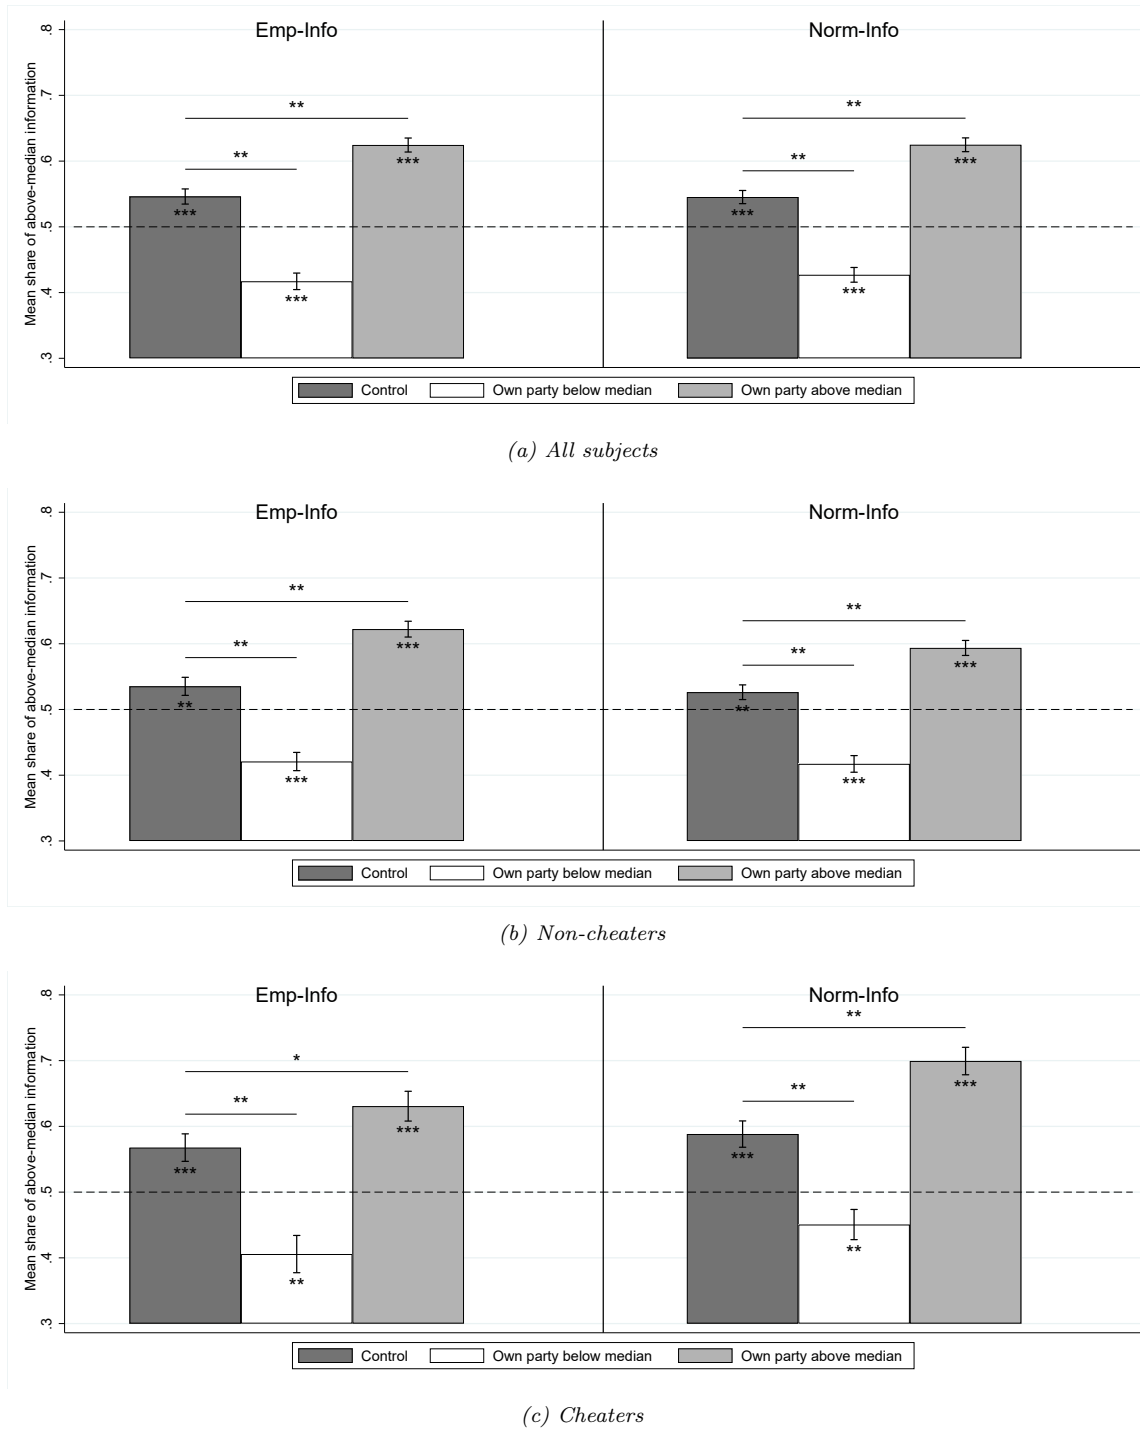 Emp-Info
Norm-Info
Mean share of above-median information
.8
.7
.6
.5
.4
.3
**
**
***
***
***
**
**
***
***
***
Control
Own party below median
Own party above median
(a) All subjects
Emp-Info
Norm-Info
Mean share of above-median information
.8
.7
.6
.5
.4
.3
**
**
**
***
***
**
**
**
***
***
Control
Own party below median
Own party above median
(b) Non-cheaters
Emp-Info
Norm-Info
Mean share of above-median information
.8
.7
.6
.5
.4
.3
*
**
***
**
***
**
**
***
**
***
Control
Own party below median
Own party above median
(c) Cheaters